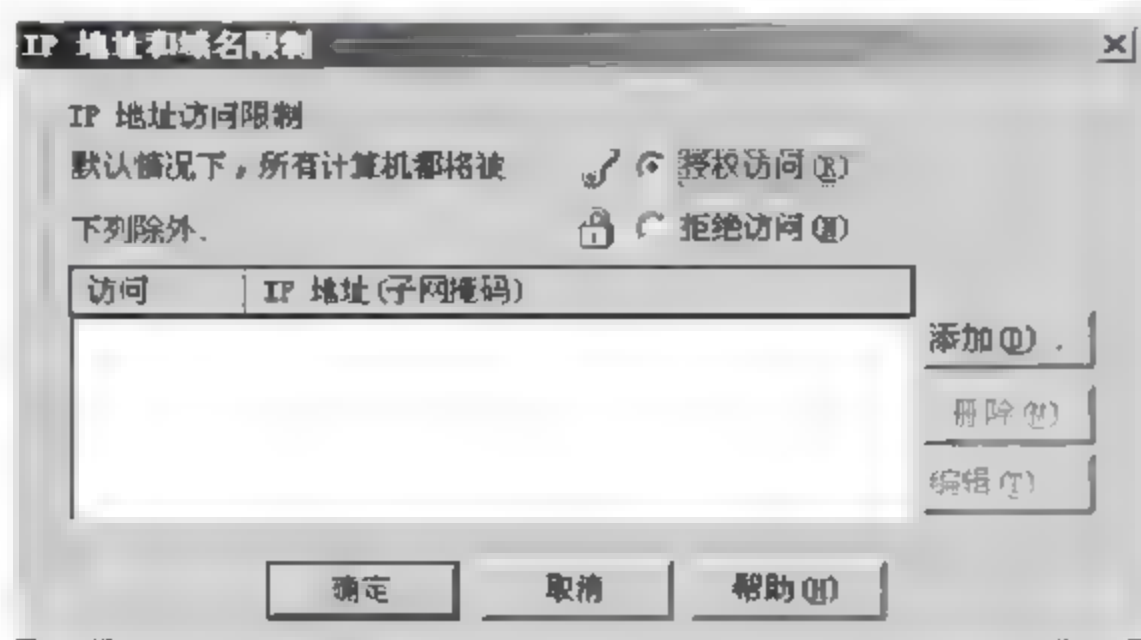 IP 地址和域名限制
IP 地址访问限制
默认情况下，所有计算机都将被
授权访问(R)
下列除外.
拒绝访问(N)
访问 IP 地址(子网掩码)
添加(D) .
删除(M)
编辑(T)
确定 取消 帮助(H)